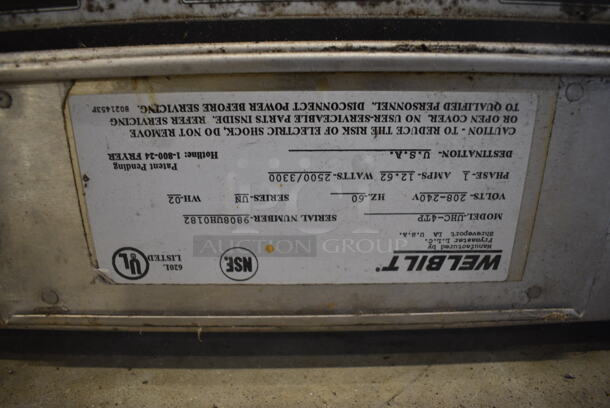 WELBILT
Manufactured by
Frymaster L.L.C.
Shreveport LA U.S.A.
NSF
UL
LISTED
620L
MODEL-UHC-4TP
SERIAL NUMBER-9808UH0182
VOLTS-208-240V
HZ.-60
SERIES-UN
WH-02
PHASE-1
AMPS-12.62
WATTS-2500/3300
DESTINATION-
U.S.A.
Patent Pending
Hotline: 1-800-24 FRYER
CAUTION - TO REDUCE THE RISK OF ELECTRIC SHOCK, DO NOT REMOVE
OR OPEN COVER. NO USER-SERVICEABLE PARTS INSIDE. REFER SERVICING
TO QUALIFIED PERSONNEL. DISCONNECT POWER BEFORE SERVICING.
8021453F
AUCTION GROUP